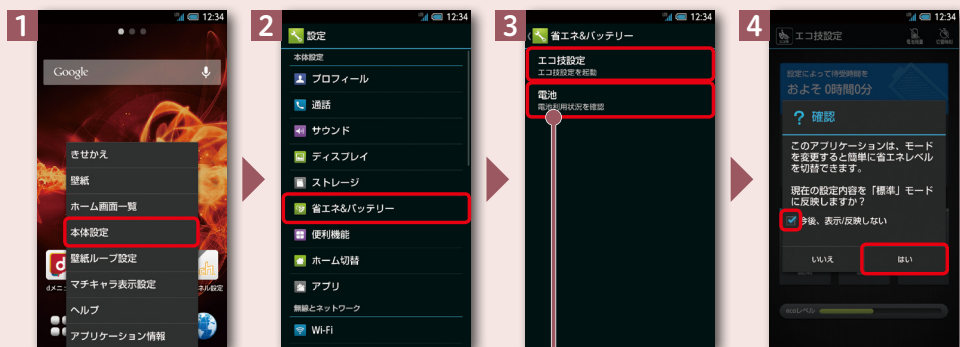 1
12:34
Google
きせかえ
壁紙
ホーム画面一覧
本体設定
壁紙ループ設定
マチキャラ表示設定
ヘルプ
アプリケーション情報
dメニ
ネル設定
2
12:34
設定
本体設定
プロフィール
通話
サウンド
ディスプレイ
ストレージ
省エネ&バッテリー
便利機能
ホーム切替
アプリ
無線とネットワーク
Wi-Fi
3
12:34
省エネ&バッテリー
エコ技設定
エコ技設定を起動
電池
電池利用状況を確認
4
12:34
エコ技設定
設定によって待受時間を
およそ 0時間0分
? 確認
このアプリケーションは、モード
を変更すると簡単に省エネレベル
を切替できます。
現在の設定内容を「標準」モード
に反映しますか？
今後、表示/反映しない
いいえ
はい
ecoレベル